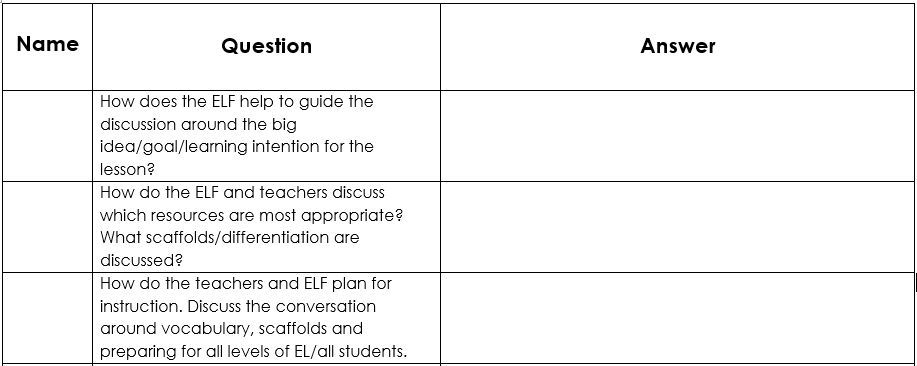 Name
Question
Answer
How does the ELF help to guide the
discussion around the big
idea/goal/learning intention for the
lesson?
How do the ELF and teachers discuss
which resources are most appropriate?
What scaffolds/differentiation are
discussed?
How do the teachers and ELF plan for
instruction. Discuss the conversation
around vocabulary, scaffolds and
preparing for all levels of EL/all students.